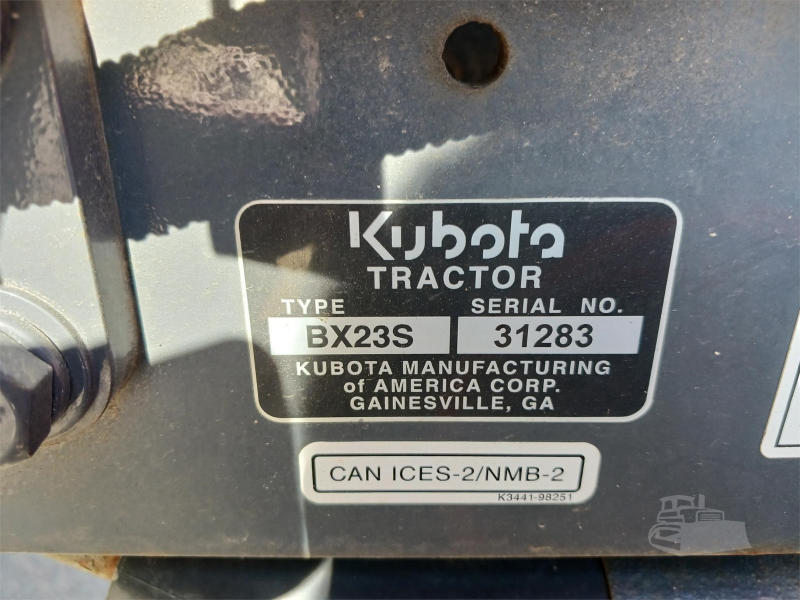 Kubota
TRACTOR
TYPE SERIAL NO.
BX23S 31283
KUBOTA MANUFACTURING
of AMERICA CORP.
GAINESVILLE, GA
CAN ICES-2/NMB-2
K3441-98251